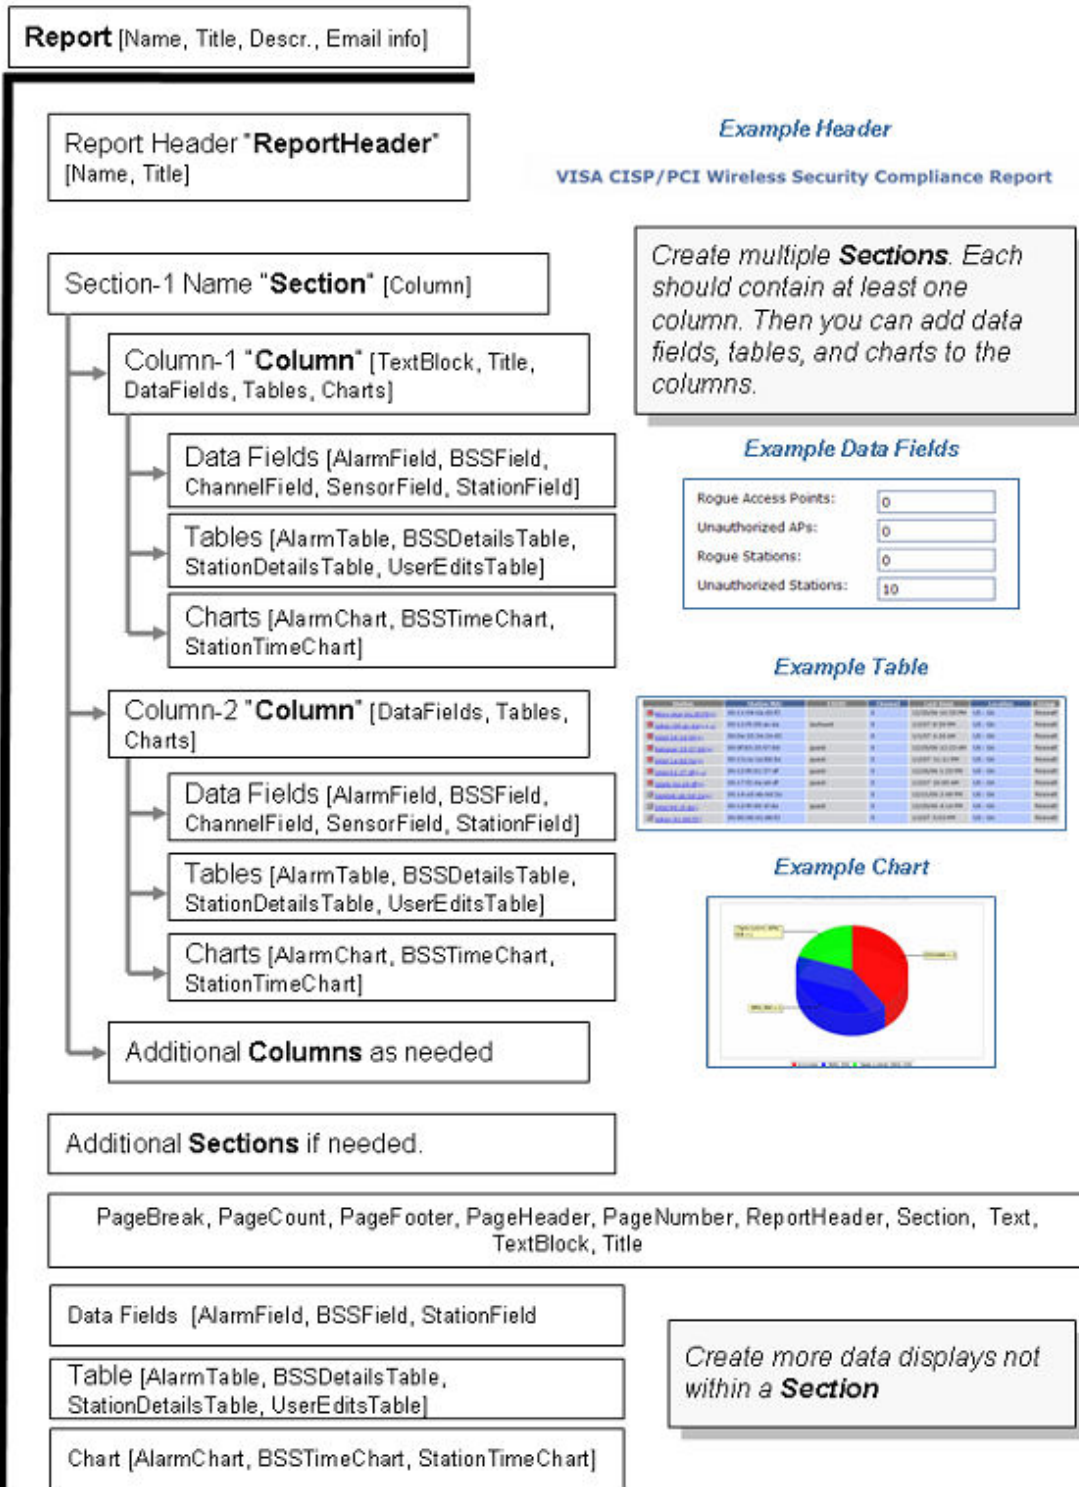 Report [Name, Title, Descr., Email info]
Report Header "ReportHeader"
[Name, Title]
Example Header
VISA CISP/PCI Wireless Security Compliance Report
Section-1 Name "Section" [Column]
Create multiple Sections. Each
should contain at least one
column. Then you can add data
fields, tables, and charts to the
columns.
Column-1 "Column" [TextBlock, Title,
DataFields, Tables, Charts]
Data Fields [AlarmField, BSSField,
ChannelField, SensorField, StationField]
Tables [AlarmTable, BSSDetailsTable,
StationDetailsTable, UserEditsTable]
Charts [AlarmChart, BSSTimeChart,
StationTimeChart]
Example Data Fields
Rogue Access Points: 0
Unauthorized APs: 0
Rogue Stations: 0
Unauthorized Stations: 10
Example Table
Column-2 "Column" [DataFields, Tables,
Charts]
Data Fields [AlarmField, BSSField,
ChannelField, SensorField, StationField]
Tables [AlarmTable, BSSDetailsTable,
StationDetailsTable, UserEditsTable]
Charts [AlarmChart, BSSTimeChart,
StationTimeChart]
Example Chart
Additional Columns as needed
Additional Sections if needed.
PageBreak, PageCount, PageFooter, PageHeader, PageNumber, ReportHeader, Section, Text,
TextBlock, Title
Data Fields [AlarmField, BSSField, StationField
Table [AlarmTable, BSSDetailsTable,
StationDetailsTable, UserEditsTable]
Chart [AlarmChart, BSSTimeChart, StationTimeChart]
Create more data displays not
within a Section